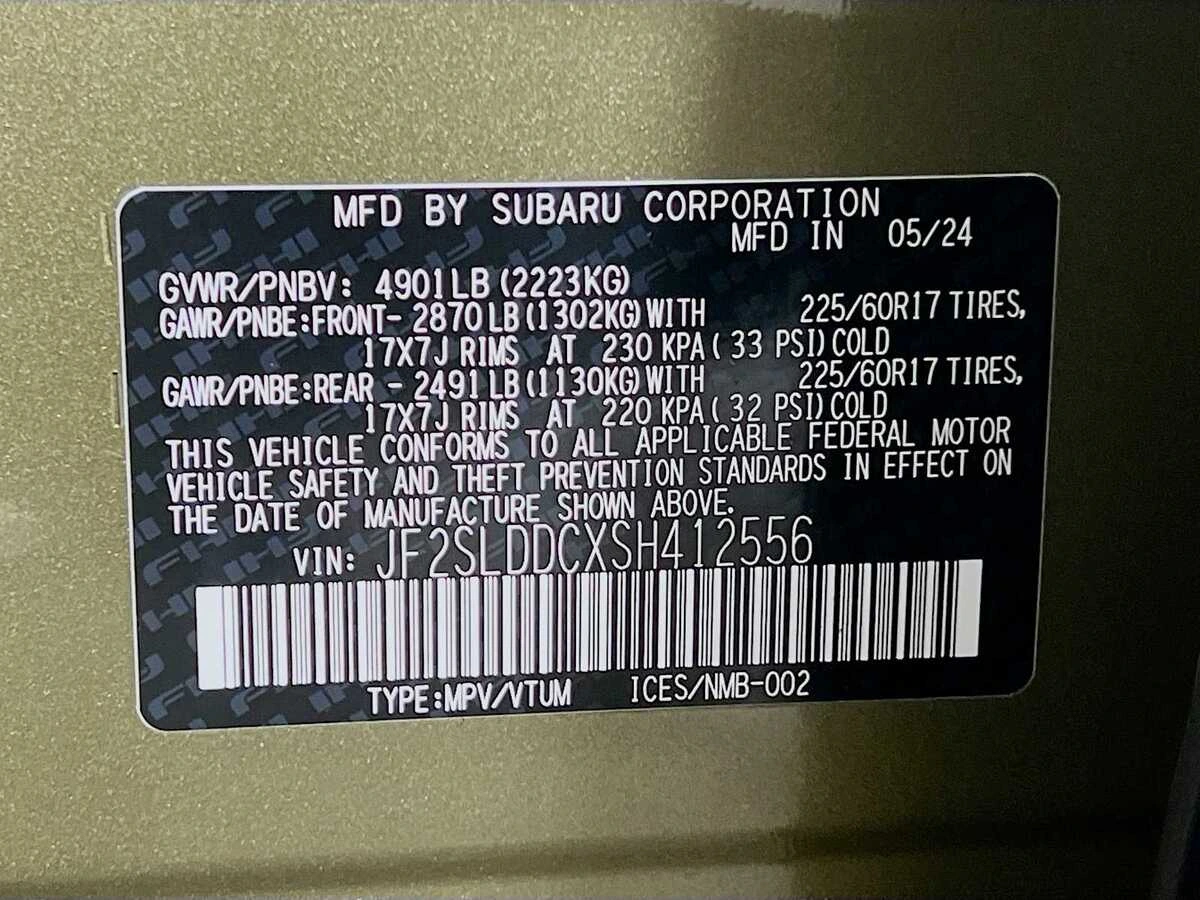 MFD BY SUBARU CORPORATION
MFD IN 05/24
GVWR/PNBV: 4901LB (2223KG)
GAWR/PNBE:FRONT- 2870 LB(1302KG)WITH 225/60R17 TIRES,
17X7J RIMS AT 230 KPA( 33 PSI)COLD
GAWR/PNBE:REAR - 2491 LB(1130KG)WITH 225/60R17 TIRES,
17X7J RIMS AT 220 KPA( 32 PSI)COLD
THIS VEHICLE CONFORMS TO ALL APPLICABLE FEDERAL MOTOR
VEHICLE SAFETY AND THEFT PREVENTION STANDARDS IN EFFECT ON
THE DATE OF MANUFACTURE SHOWN ABOVE.
VIN: JF2SLDDCXSH412556
TYPE:MPV/VTUM ICES/NMB-002